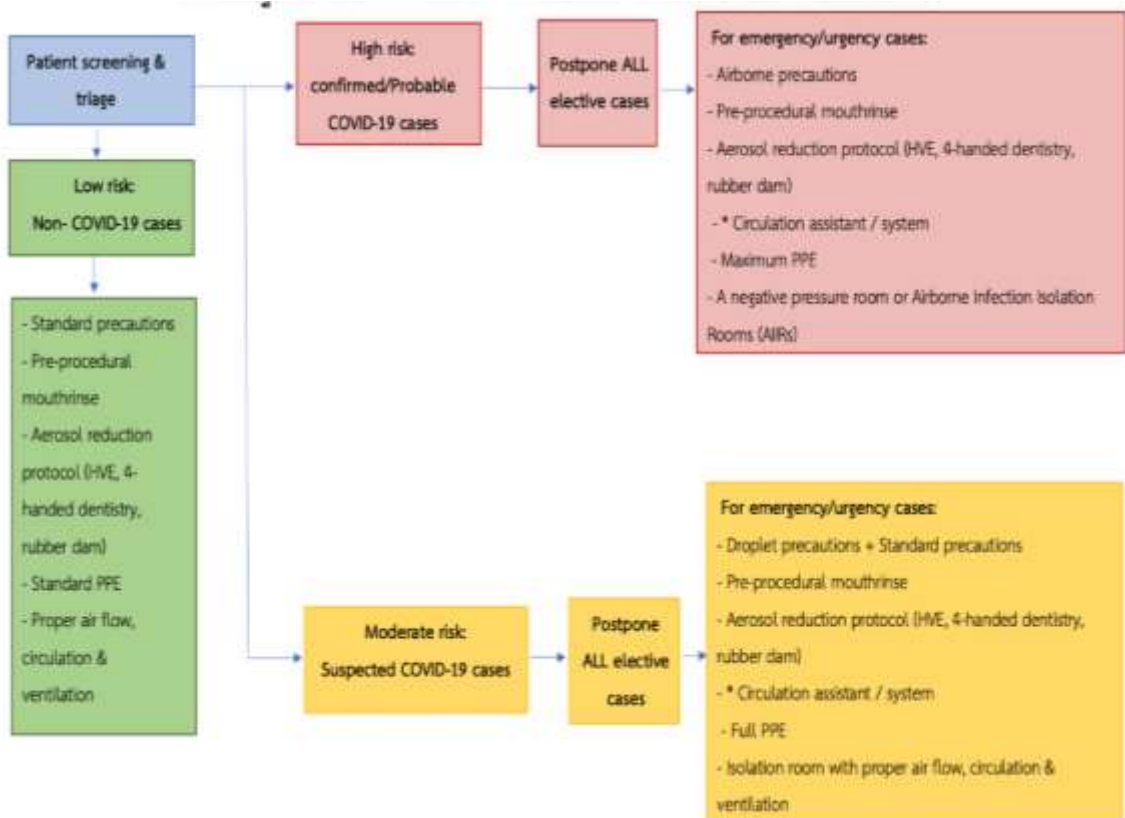 Patient screening &
triage
Low risk:
Non- COVID-19 cases
- Standard precautions
- Pre-procedural
mouthrinse
- Aerosol reduction
protocol (HVE, 4-
handed dentistry,
rubber dam)
- Standard PPE
- Proper air flow,
circulation &
ventilation
High risk:
confirmed/Probable
COVID-19 cases
Postpone ALL
elective cases
For emergency/urgency cases:
- Airborne precautions
- Pre-procedural mouthrinse
- Aerosol reduction protocol (HVE, 4-handed dentistry,
rubber dam)
- * Circulation assistant / system
- Maximum PPE
- A negative pressure room or Airborne Infection Isolation
Rooms (AIIRs)
Moderate risk:
Suspected COVID-19 cases
Postpone
ALL elective
cases
For emergency/urgency cases:
- Droplet precautions + Standard precautions
- Pre-procedural mouthrinse
- Aerosol reduction protocol (HVE, 4-handed dentistry,
rubber dam)
- * Circulation assistant / system
- Full PPE
- Isolation room with proper air flow, circulation &
ventilation